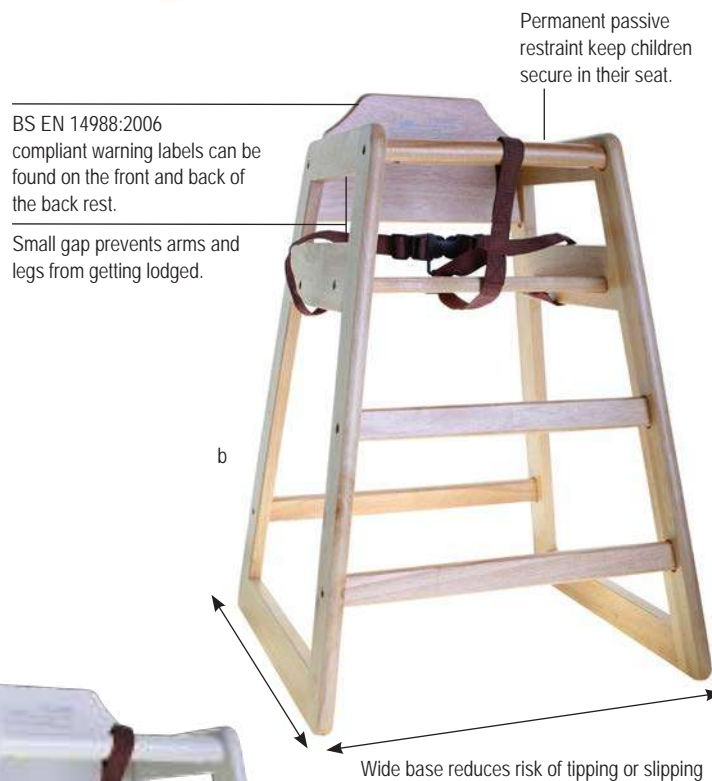 Permanent passive
restraint keep children
secure in their seat.
BS EN 14988:2006
compliant warning labels can be
found on the front and back of
the back rest.
Small gap prevents arms and
legs from getting lodged.
b
Wide base reduces risk of tipping or slipping